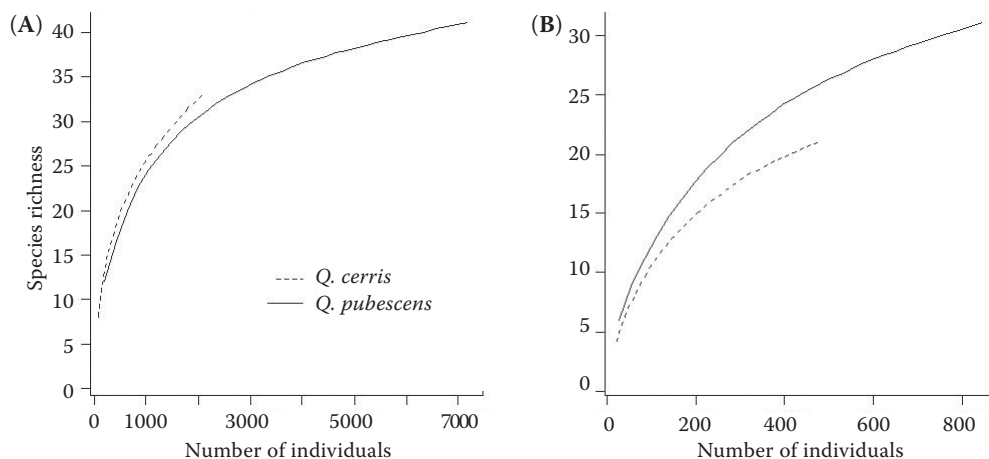 (A)
40
35
30
25
20
15
10
5
0
Species richness
Q. cerris
Q. pubescens
0 1000 3000 5000 7000
Number of individuals
(B)
30
25
20
15
10
5
0
0 200 400 600 800
Number of individuals